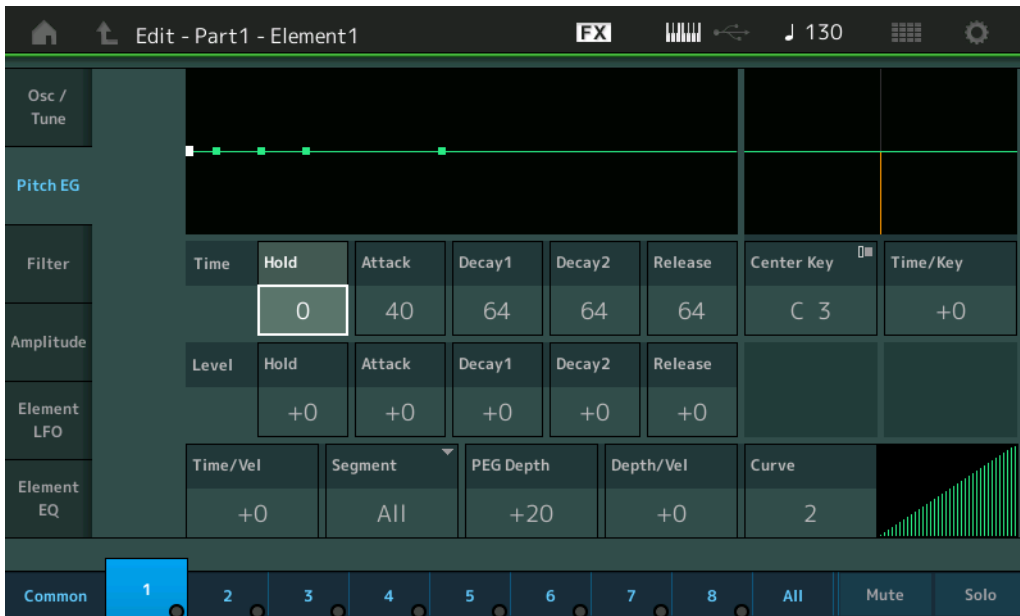 Edit - Part1 - Element1 FX ♩ 130
Osc /
Tune
Pitch EG
Filter
Amplitude
Element
LFO
Element
EQ
Time Hold Attack Decay1 Decay2 Release Center Key Time/Key
0 40 64 64 64 C 3 +0
Level Hold Attack Decay1 Decay2 Release
+0 +0 +0 +0 +0
Time/Vel Segment PEG Depth Depth/Vel Curve
+0 All +20 +0 2
Common 1 2 3 4 5 6 7 8 All Mute Solo